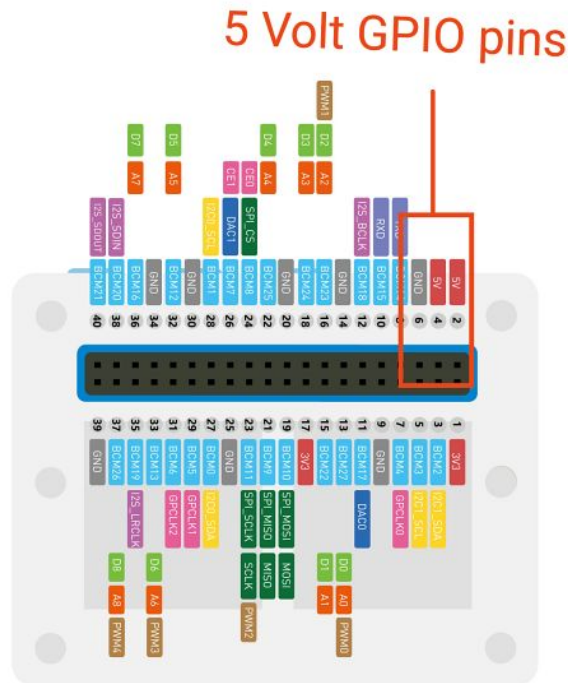 5 Volt GPIO pins
PWM1
D7 D5 D4 D3 D2
A7 A5 CE1 CE0 A4 A3 A2
I2S_SDOUT I2S_SDIN I2C0_SCL DAC1 SPI_CS I2S_BCLK RXD
BCM21 BCM20 BCM16 GND BCM12 GND BCM1 BCM7 BCM8 BCM25 GND BCM24 BCM23 GND BCM18 BCM15 GND 5V 5V
40 38 36 34 32 30 28 26 24 22 20 18 16 14 12 10 8 6 4 2
39 37 35 33 31 29 27 25 23 21 19 17 15 13 11 9 7 5 3 1
GND BCM26 BCM19 BCM13 BCM6 BCM5 BCM0 GND BCM11 BCM9 BCM10 3V3 BCM22 BCM27 BCM17 GND BCM4 BCM3 BCM2 3V3
I2S_LRCLK GPCLK2 GPCLK1 I2C0_SDA SPI_SCLK SPI_MISO SPI_MOSI DAC0 GPCLK0 I2C1_SCL I2C1_SDA
D8 D6 SCLK MISO MOSI D1 D0
A8 A6 PWM2 A1 A0
PWM4 PWM3 PWM0